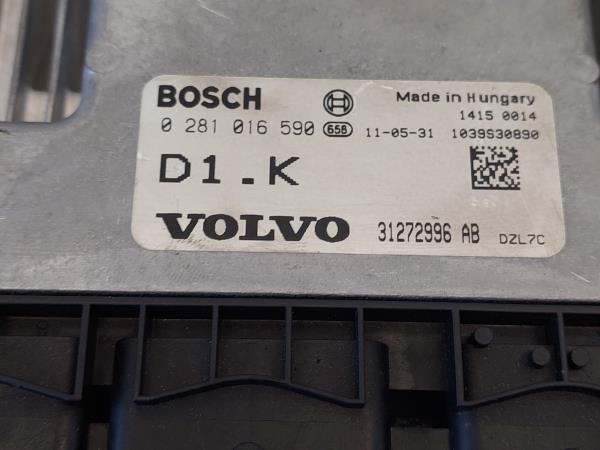 BOSCH Made in Hungary
1415 0014
0 281 016 590 658 11-05-31 1039S30890
D1.K
VOLVO 31272996 AB DZL7C